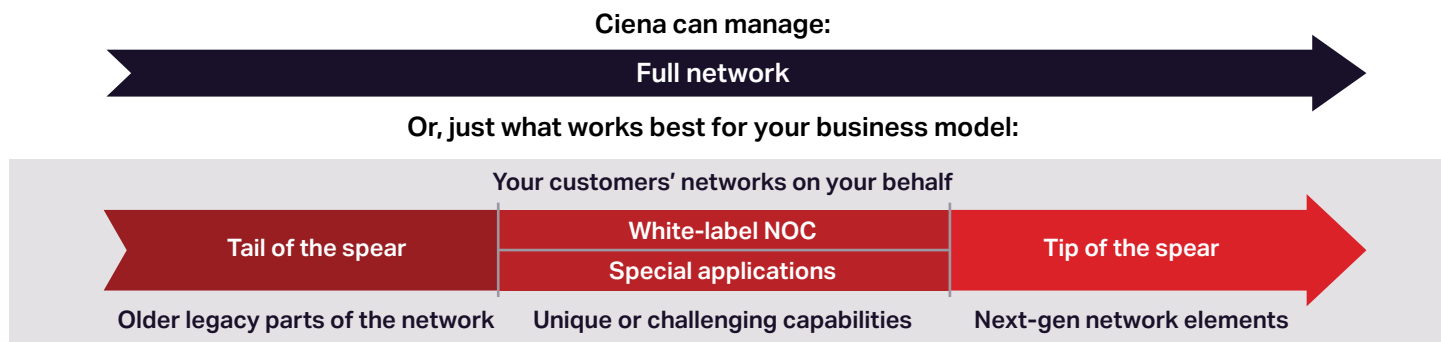 Ciena can manage:
Full network
Or, just what works best for your business model:
Your customers’ networks on your behalf
Tail of the spear
White-label NOC
Special applications
Tip of the spear
Older legacy parts of the network
Unique or challenging capabilities
Next-gen network elements